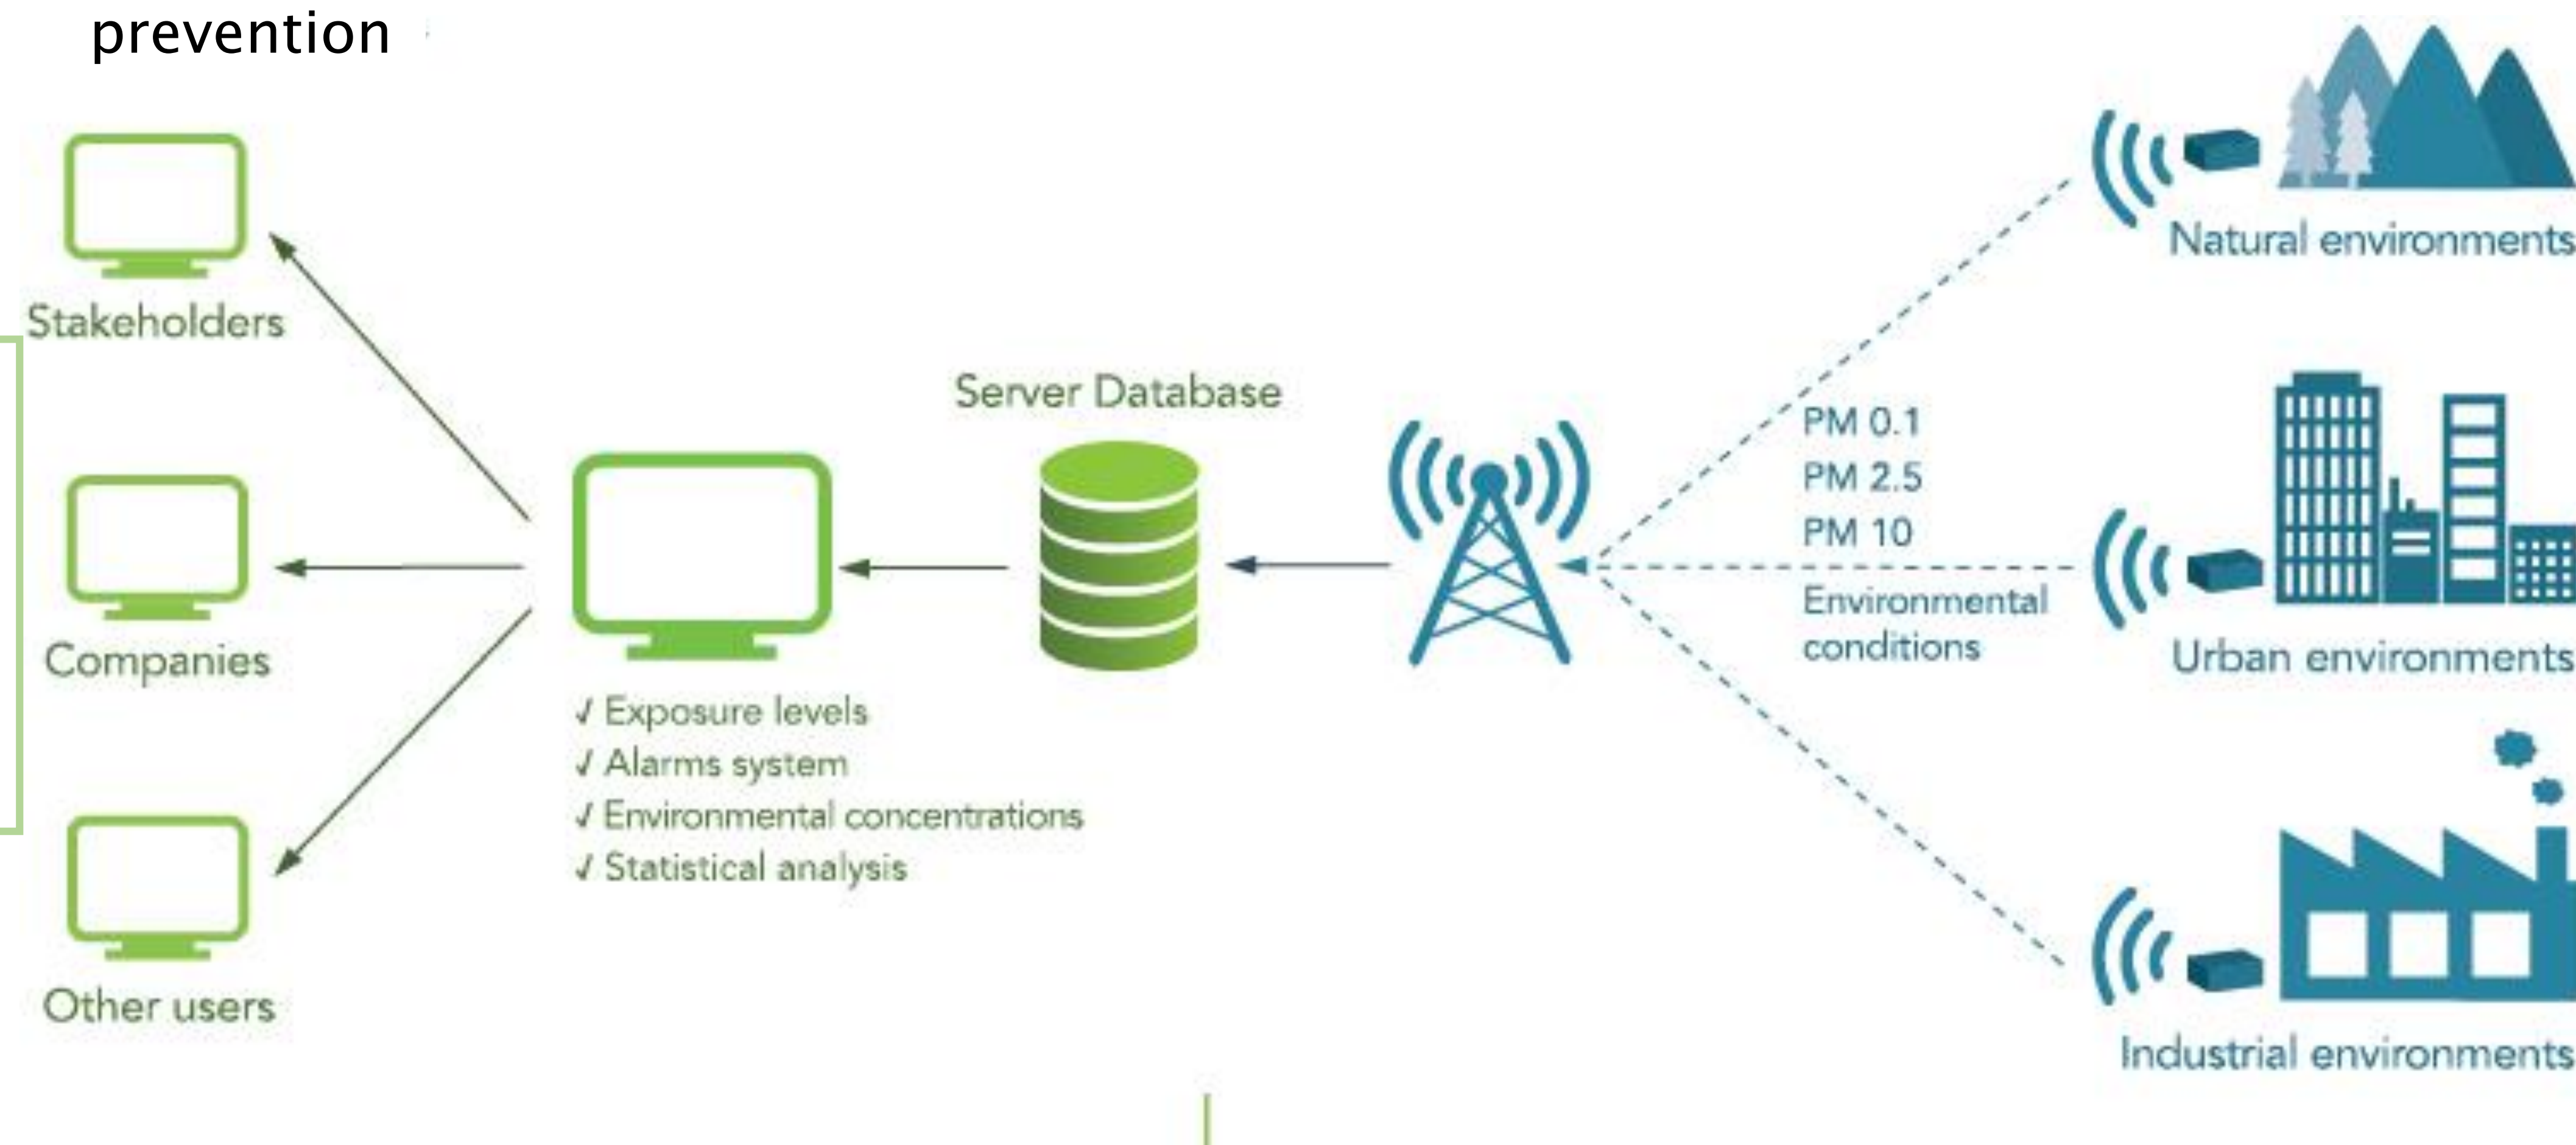 prevention
Stakeholders
Companies
Other users
Server Database
✓ Exposure levels
✓ Alarms system
✓ Environmental concentrations
✓ Statistical analysis
PM 0.1
PM 2.5
PM 10
Environmental
conditions
Natural environments
Urban environments
Industrial environments